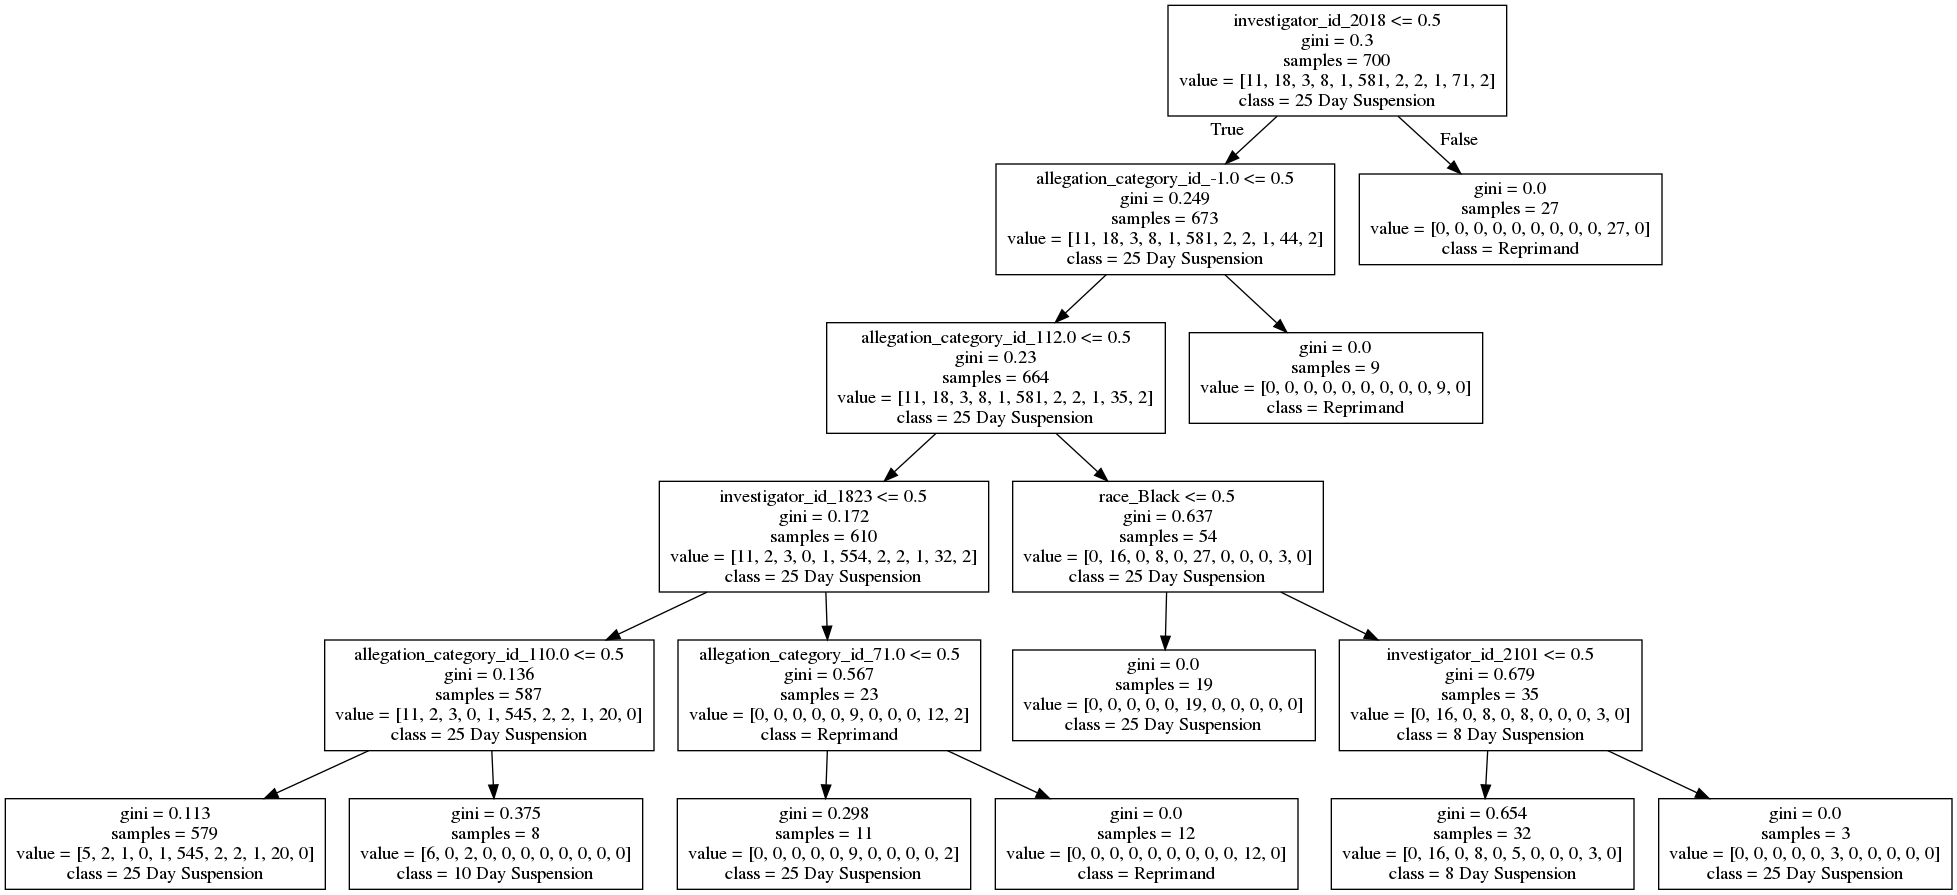 investigator_id_2018 <= 0.5
gini = 0.3
samples = 700
value = [11, 18, 3, 8, 1, 581, 2, 2, 1, 71, 2]
class = 25 Day Suspension
True
False
allegation_category_id_-1.0 <= 0.5
gini = 0.249
samples = 673
value = [11, 18, 3, 8, 1, 581, 2, 2, 1, 44, 2]
class = 25 Day Suspension
gini = 0.0
samples = 27
value = [0, 0, 0, 0, 0, 0, 0, 0, 0, 27, 0]
class = Reprimand
allegation_category_id_112.0 <= 0.5
gini = 0.23
samples = 664
value = [11, 18, 3, 8, 1, 581, 2, 2, 1, 35, 2]
class = 25 Day Suspension
gini = 0.0
samples = 9
value = [0, 0, 0, 0, 0, 0, 0, 0, 0, 9, 0]
class = Reprimand
investigator_id_1823 <= 0.5
gini = 0.172
samples = 610
value = [11, 2, 3, 0, 1, 554, 2, 2, 1, 32, 2]
class = 25 Day Suspension
race_Black <= 0.5
gini = 0.637
samples = 54
value = [0, 16, 0, 8, 0, 27, 0, 0, 0, 3, 0]
class = 25 Day Suspension
allegation_category_id_110.0 <= 0.5
gini = 0.136
samples = 587
value = [11, 2, 3, 0, 1, 545, 2, 2, 1, 20, 0]
class = 25 Day Suspension
allegation_category_id_71.0 <= 0.5
gini = 0.567
samples = 23
value = [0, 0, 0, 0, 0, 9, 0, 0, 0, 12, 2]
class = Reprimand
gini = 0.0
samples = 19
value = [0, 0, 0, 0, 0, 19, 0, 0, 0, 0, 0]
class = 25 Day Suspension
investigator_id_2101 <= 0.5
gini = 0.679
samples = 35
value = [0, 16, 0, 8, 0, 8, 0, 0, 0, 3, 0]
class = 8 Day Suspension
gini = 0.113
samples = 579
value = [5, 2, 1, 0, 1, 545, 2, 2, 1, 20, 0]
class = 25 Day Suspension
gini = 0.375
samples = 8
value = [6, 0, 2, 0, 0, 0, 0, 0, 0, 0, 0]
class = 10 Day Suspension
gini = 0.298
samples = 11
value = [0, 0, 0, 0, 0, 9, 0, 0, 0, 0, 2]
class = 25 Day Suspension
gini = 0.0
samples = 12
value = [0, 0, 0, 0, 0, 0, 0, 0, 0, 12, 0]
class = Reprimand
gini = 0.654
samples = 32
value = [0, 16, 0, 8, 0, 5, 0, 0, 0, 3, 0]
class = 8 Day Suspension
gini = 0.0
samples = 3
value = [0, 0, 0, 0, 0, 3, 0, 0, 0, 0, 0]
class = 25 Day Suspension